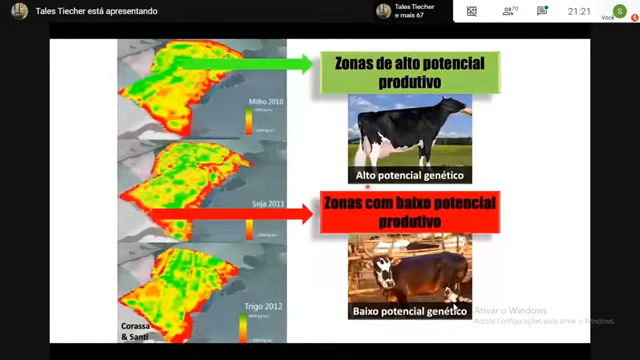 Tales Tiecher está apresentando
Tales Tiecher
e mais 67
70
21:21
S
Você
Zonas de alto potencial
produtivo
Milho 2010
Alto potencial genético
Soja 2011
Zonas com baixo potencial
produtivo
Trigo 2012
Baixo potencial genético
Corassa
& Santi
Ativar o Windows
Acesse Configurações para ativar o Windows.